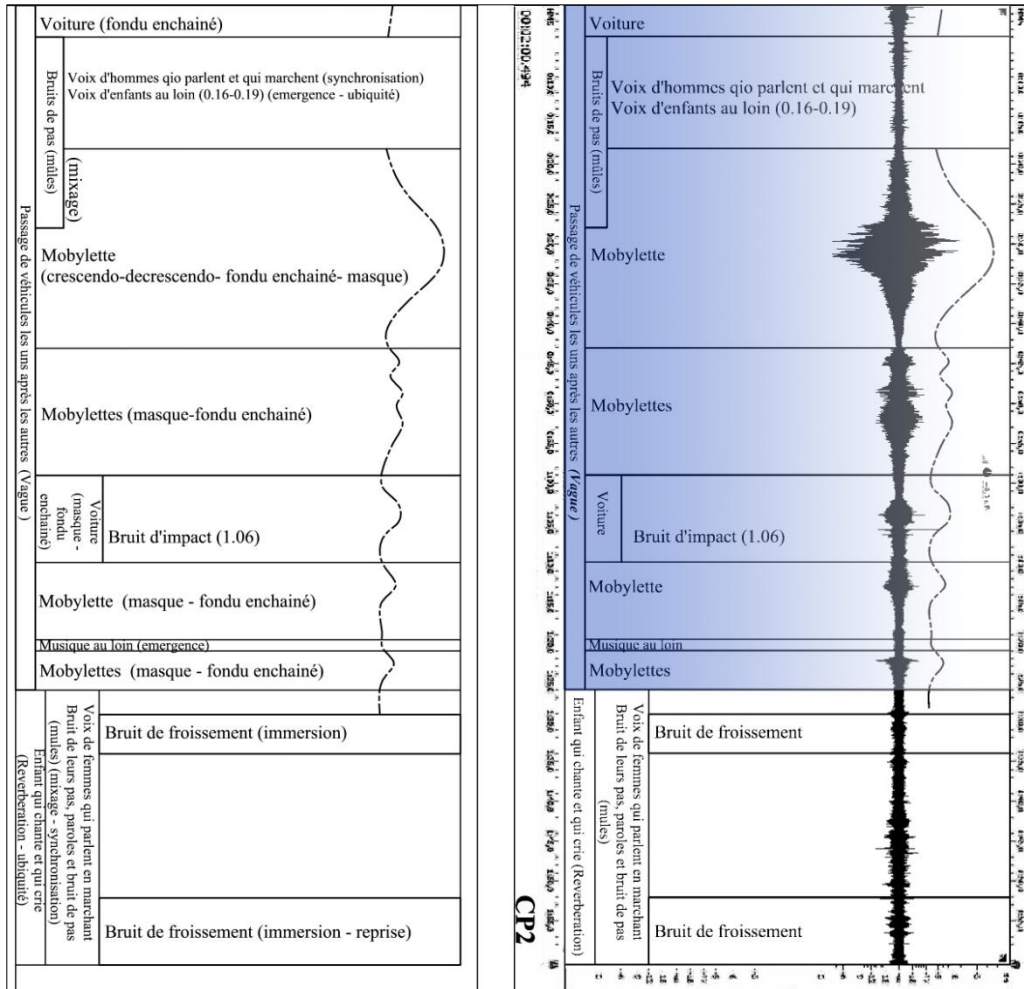 Voiture (fondu enchainé)
Bruits de pas (mûles)
Voix d'hommes qio parlent et qui marchent (synchronisation)
Voix d'enfants au loin (0.16-0.19) (emergence - ubiquité)
(mixage)
Passage de véhicules les uns après les autres (Vague )
Mobylette
(crescendo-decrescendo- fondu enchainé- masque)
Mobylettes (masque-fondu enchainé)
Voiture
(masque -
fondu
enchainé)
Bruit d'impact (1.06)
Mobylette (masque - fondu enchainé)
Musique au loin (emergence)
Mobylettes (masque - fondu enchainé)
Voix de femmes qui parlent en marchant
Bruit de leurs pas, paroles et bruit de pas
(mules) (mixage - synchronisation)
Enfant qui chante et qui crie
(Reverberation - ubiquité)
Bruit de froissement (immersion)
Bruit de froissement (immersion - reprise)
00:02:00.494
CP2
Voiture
Bruits de pas (mûles)
Voix d'hommes qio parlent et qui marchent
Voix d'enfants au loin (0.16-0.19)
Passage de véhicules les uns après les autres (Vague )
Mobylette
Mobylettes
Voiture
Bruit d'impact (1.06)
Mobylette
Musique au loin
Mobylettes
Enfant qui chante et qui crie (Reverberation)
Voix de femmes qui parlent en marchant
Bruit de leurs pas, paroles et bruit de pas
(mules)
Bruit de froissement
Bruit de froissement